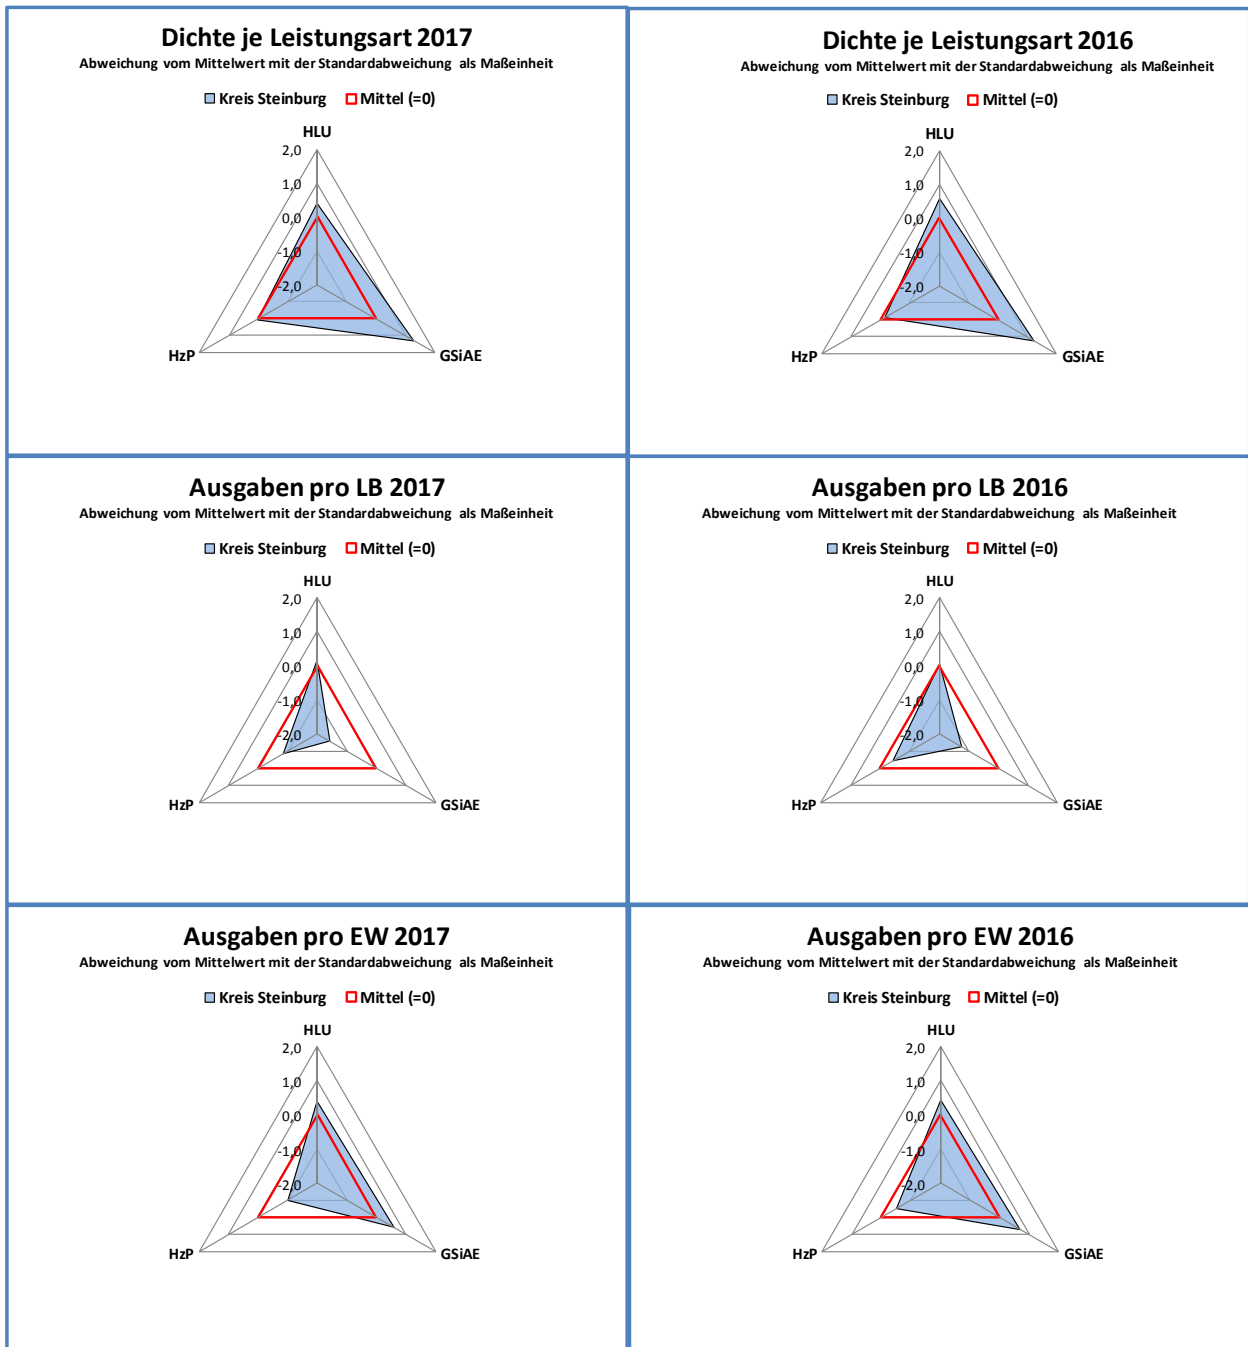 Dichte je Leistungsart 2017
Abweichung vom Mittelwert mit der Standardabweichung als Maßeinheit
Kreis Steinburg Mittel (=0)
HLU
2,0
1,0
0,0
-1,0
-2,0
HzP
GSiAE
Dichte je Leistungsart 2016
Abweichung vom Mittelwert mit der Standardabweichung als Maßeinheit
Kreis Steinburg Mittel (=0)
HLU
2,0
1,0
0,0
-1,0
-2,0
HzP
GSiAE
Ausgaben pro LB 2017
Abweichung vom Mittelwert mit der Standardabweichung als Maßeinheit
Kreis Steinburg Mittel (=0)
HLU
2,0
1,0
0,0
-1,0
-2,0
HzP
GSiAE
Ausgaben pro LB 2016
Abweichung vom Mittelwert mit der Standardabweichung als Maßeinheit
Kreis Steinburg Mittel (=0)
HLU
2,0
1,0
0,0
-1,0
-2,0
HzP
GSiAE
Ausgaben pro EW 2017
Abweichung vom Mittelwert mit der Standardabweichung als Maßeinheit
Kreis Steinburg Mittel (=0)
HLU
2,0
1,0
0,0
-1,0
-2,0
HzP
GSiAE
Ausgaben pro EW 2016
Abweichung vom Mittelwert mit der Standardabweichung als Maßeinheit
Kreis Steinburg Mittel (=0)
HLU
2,0
1,0
0,0
-1,0
-2,0
HzP
GSiAE